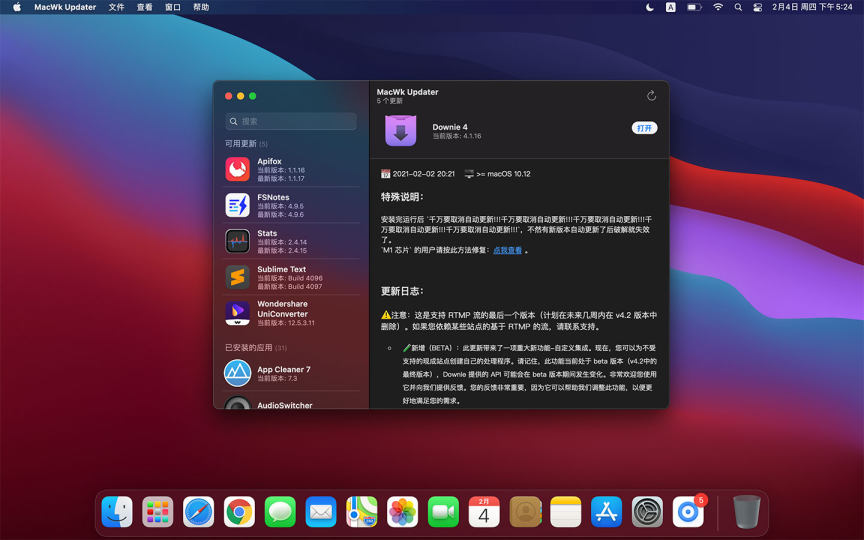 MacWk Updater 文件 查看 窗口 帮助
A
2月4日 周四 下午5:24
搜索
可用更新 (5)
Apifox
当前版本: 1.1.16
最新版本: 1.1.17
FSNotes
当前版本: 4.9.5
最新版本: 4.9.6
Stats
当前版本: 2.4.14
最新版本: 2.4.15
Sublime Text
当前版本: Build 4096
最新版本: Build 4097
Wondershare
UniConverter
当前版本: 12.5.3.11
已安装的应用 (31)
App Cleaner 7
当前版本: 7.3
AudioSwitcher
MacWk Updater
5 个更新
Downie 4
当前版本: 4.1.16
打开
2021-02-02 20:21 >= macOS 10.12
特殊说明：
安装完运行后 `千万要取消自动更新!!!千万要取消自动更新!!!千万要取消自动更新!!!千
万要取消自动更新!!!千万要取消自动更新!!!`，不然有新版本自动更新了后破解就失效
了。
`M1 芯片` 的用户请按此方法修复：点我查看 。
更新日志：
⚠️注意：这是支持 RTMP 流的最后一个版本（计划在未来几周内在 v4.2 版本中
删除）。如果您依赖某些站点的基于 RTMP 的流，请联系支持。
新增（BETA）：此更新带来了一项重大新功能-自定义集成。现在，您可以为不受
支持的现成站点创建自己的处理程序。请记住，此功能当前处于 beta 版本（v4.2中的
最终版本），Downie 提供的 API 可能会在 beta 版本期间发生变化。非常欢迎您使用
它并向我们提供反馈。您的反馈非常重要，因为它可以帮助我们调整此功能，以便更
好地满足您的需求。
2月
4
5